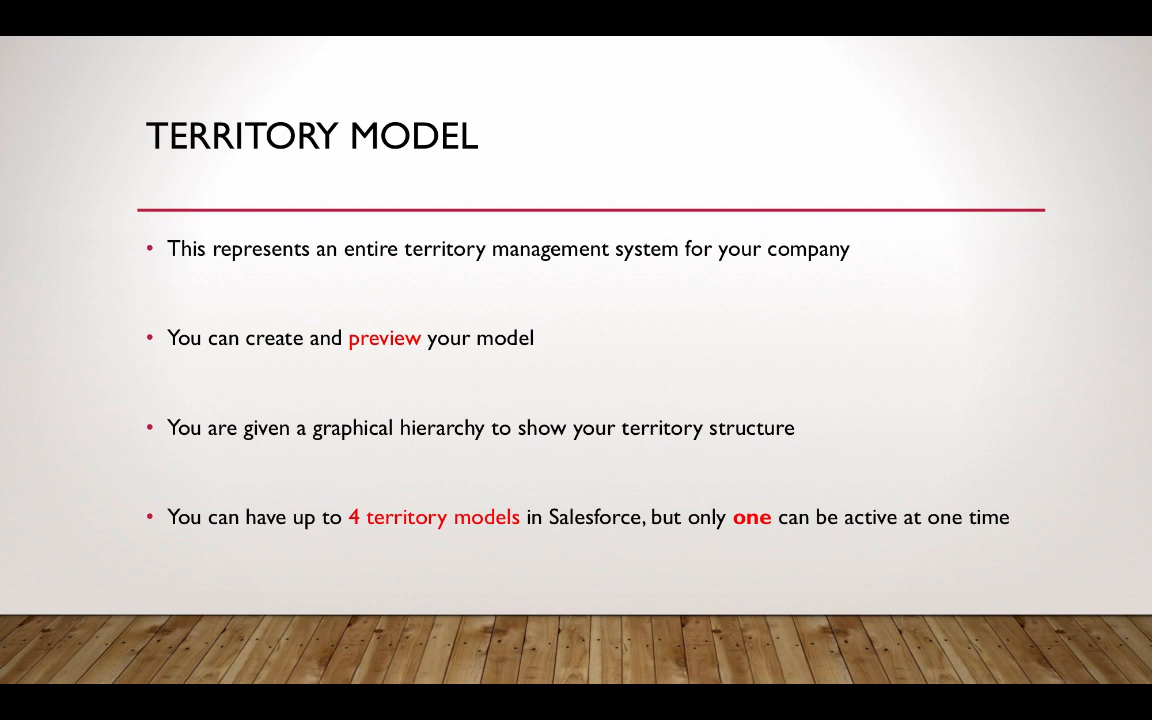 TERRITORY MODEL
• This represents an entire territory management system for your company
• You can create and preview your model
• You are given a graphical hierarchy to show your territory structure
• You can have up to 4 territory models in Salesforce, but only one can be active at one time